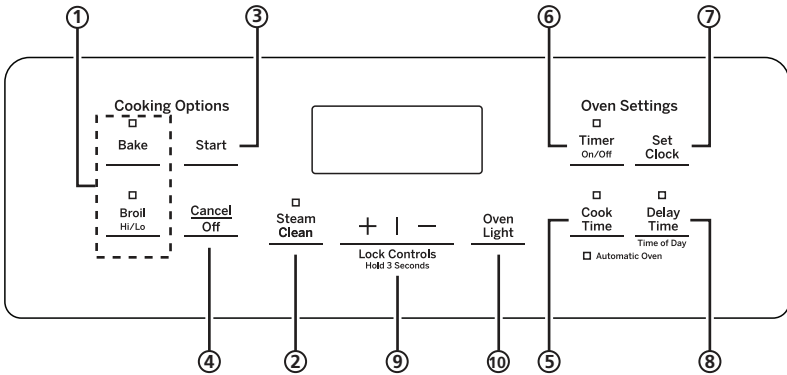 ① ③ ⑥ ⑦
Cooking Options
Oven Settings
Bake
Start
Timer
On/Off
Set
Clock
Broil
Hi/Lo
Cancel
Off
Steam
Clean
+ | −
Lock Controls
Hold 3 Seconds
Oven
Light
Cook
Time
Delay
Time
Time of Day
Automatic Oven
④ ② ⑨ ⑩ ⑤ ⑧